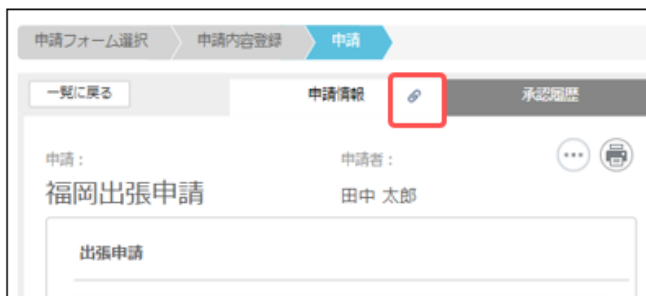 申請フォーム選択 申請内容登録 申請
一覧に戻る 申請情報 承認履歴
申請： 申請者：
福岡出張申請 田中 太郎
出張申請